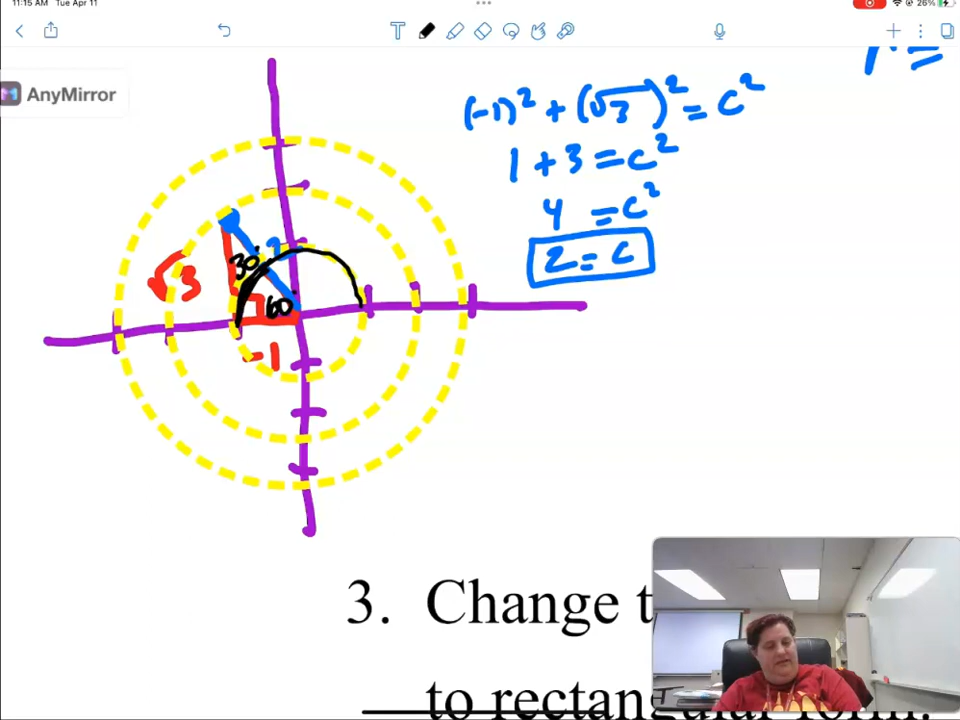 11:15 AM Tue Apr 11
26%
T
AnyMirror
(-1)² + (√3)² = c²
1 + 3 = c²
4 = c²
2 = c
2
30°
√3
60°
-1
3. Change t
to rectangular form.